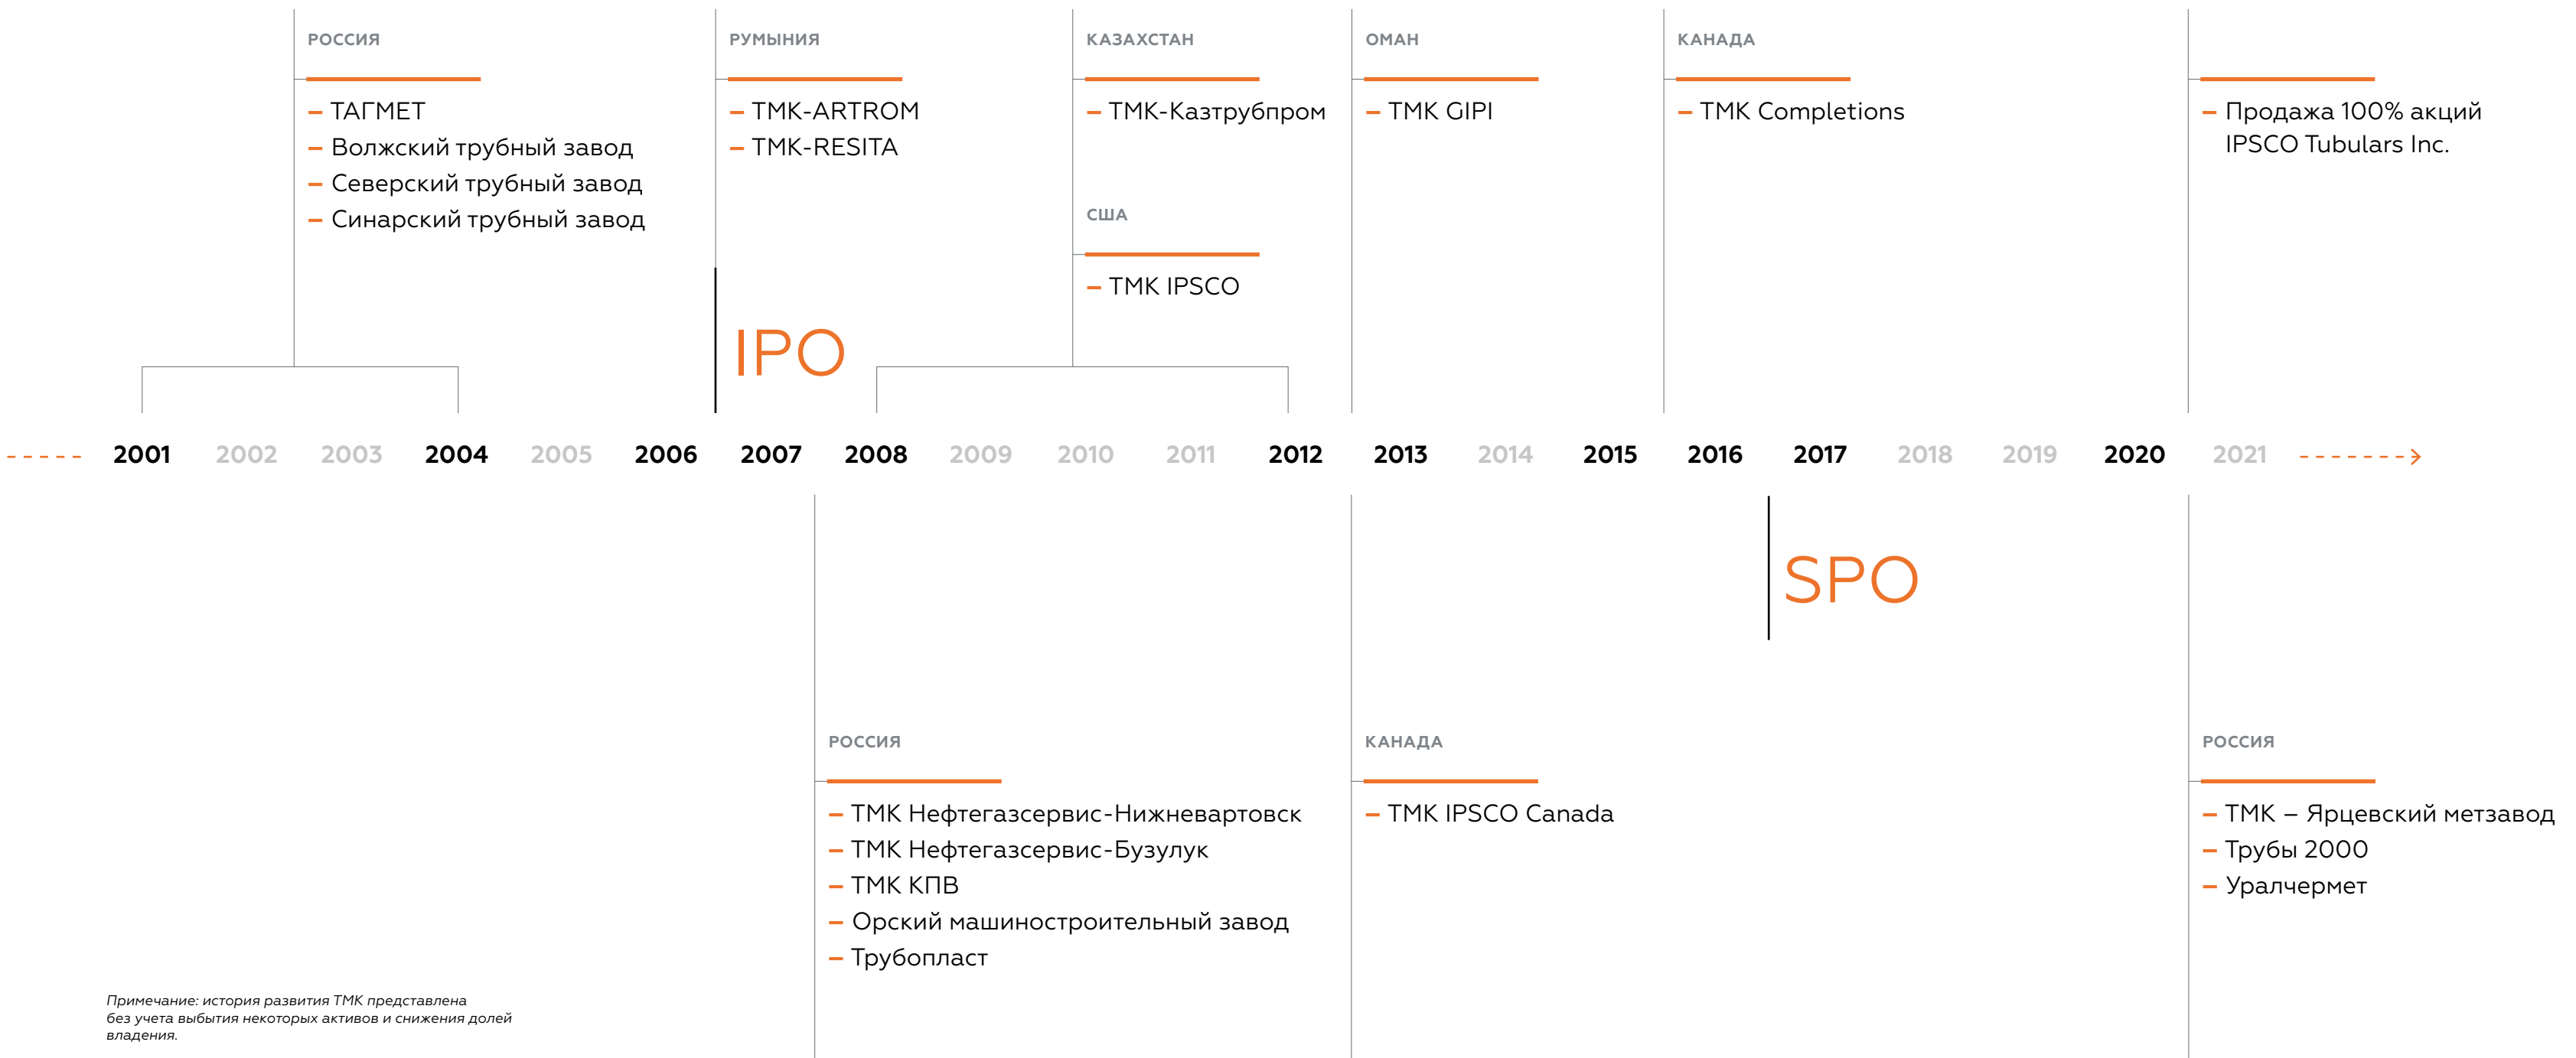 РОССИЯ
– ТАГМЕТ
– Волжский трубный завод
– Северский трубный завод
– Синарский трубный завод
РУМЫНИЯ
– TMK-ARTROM
– TMK-RESITA
IPO
КАЗАХСТАН
– ТМК-Казтрубпром
США
– TMK IPSCO
ОМАН
– TMK GIPI
КАНАДА
– TMK Completions
– Продажа 100% акций
IPSCO Tubulars Inc.
2001 2002 2003 2004 2005 2006 2007 2008 2009 2010 2011 2012 2013 2014 2015 2016 2017 2018 2019 2020 2021
SPO
РОССИЯ
– ТМК Нефтегазсервис-Нижневартовск
– ТМК Нефтегазсервис-Бузулук
– ТМК КПВ
– Орский машиностроительный завод
– Трубопласт
КАНАДА
– TMK IPSCO Canada
РОССИЯ
– ТМК – Ярцевский метзавод
– Трубы 2000
– Уралчермет
Примечание: история развития ТМК представлена
без учета выбытия некоторых активов и снижения долей
владения.